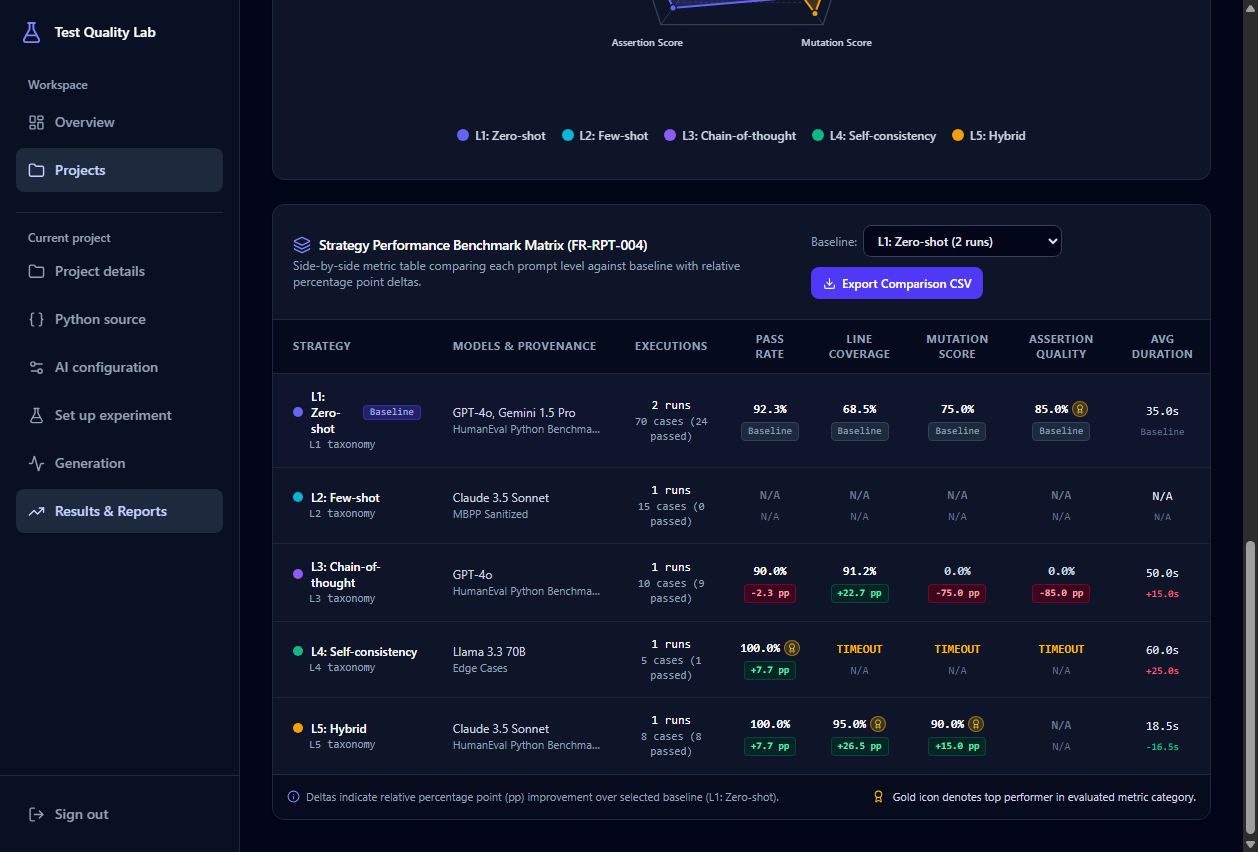 Test Quality Lab
Workspace
Overview
Projects
Current project
Project details
Python source
AI configuration
Set up experiment
Generation
Results & Reports
Sign out
Assertion Score
Mutation Score
L1: Zero-shot
L2: Few-shot
L3: Chain-of-thought
L4: Self-consistency
L5: Hybrid
Strategy Performance Benchmark Matrix (FR-RPT-004)
Side-by-side metric table comparing each prompt level against baseline with relative
percentage point deltas.
Baseline:
L1: Zero-shot (2 runs)
Export Comparison CSV
STRATEGY
MODELS & PROVENANCE
EXECUTIONS
PASS
RATE
LINE
COVERAGE
MUTATION
SCORE
ASSERTION
QUALITY
AVG
DURATION
L1:
Zero-
shot
Baseline
L1 taxonomy
GPT-4o, Gemini 1.5 Pro
HumanEval Python Benchma...
2 runs
70 cases (24
passed)
92.3%
Baseline
68.5%
Baseline
75.0%
Baseline
85.0%
Baseline
35.0s
Baseline
L2: Few-shot
L2 taxonomy
Claude 3.5 Sonnet
MBPP Sanitized
1 runs
15 cases (0
passed)
N/A
N/A
N/A
N/A
N/A
N/A
N/A
N/A
N/A
N/A
L3: Chain-of-
thought
L3 taxonomy
GPT-4o
HumanEval Python Benchma...
1 runs
10 cases (9
passed)
90.0%
-2.3 pp
91.2%
+22.7 pp
0.0%
-75.0 pp
0.0%
-85.0 pp
50.0s
+15.0s
L4: Self-consistency
L4 taxonomy
Llama 3.3 70B
Edge Cases
1 runs
5 cases (1
passed)
100.0%
+7.7 pp
TIMEOUT
N/A
TIMEOUT
N/A
TIMEOUT
N/A
60.0s
+25.0s
L5: Hybrid
L5 taxonomy
Claude 3.5 Sonnet
HumanEval Python Benchma...
1 runs
8 cases (8
passed)
100.0%
+7.7 pp
95.0%
+26.5 pp
90.0%
+15.0 pp
N/A
N/A
18.5s
-16.5s
Deltas indicate relative percentage point (pp) improvement over selected baseline (L1: Zero-shot).
Gold icon denotes top performer in evaluated metric category.